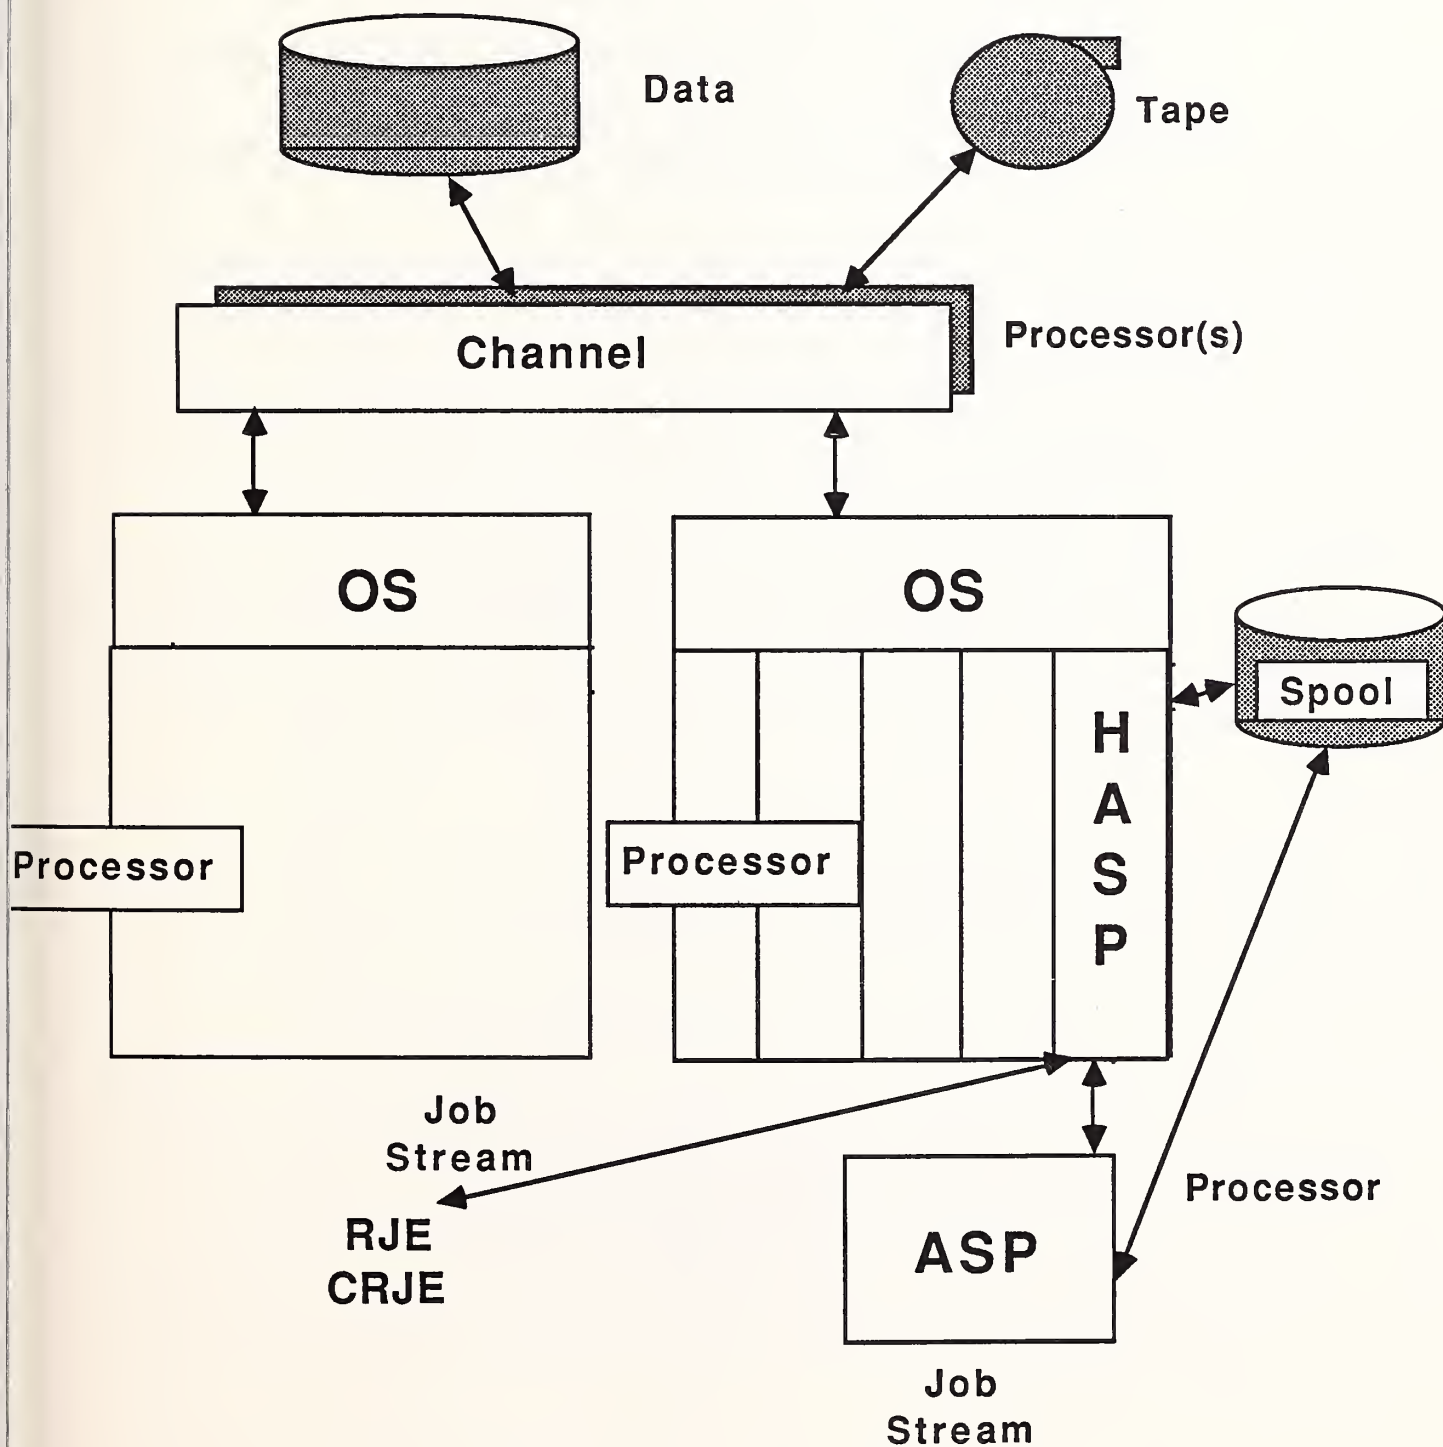 Data
Tape
Channel
Processor(s)
OS
OS
Spool
H
A
S
P
Processor
Processor
Job
Stream
RJE
CRJE
Processor
ASP
Job
Stream